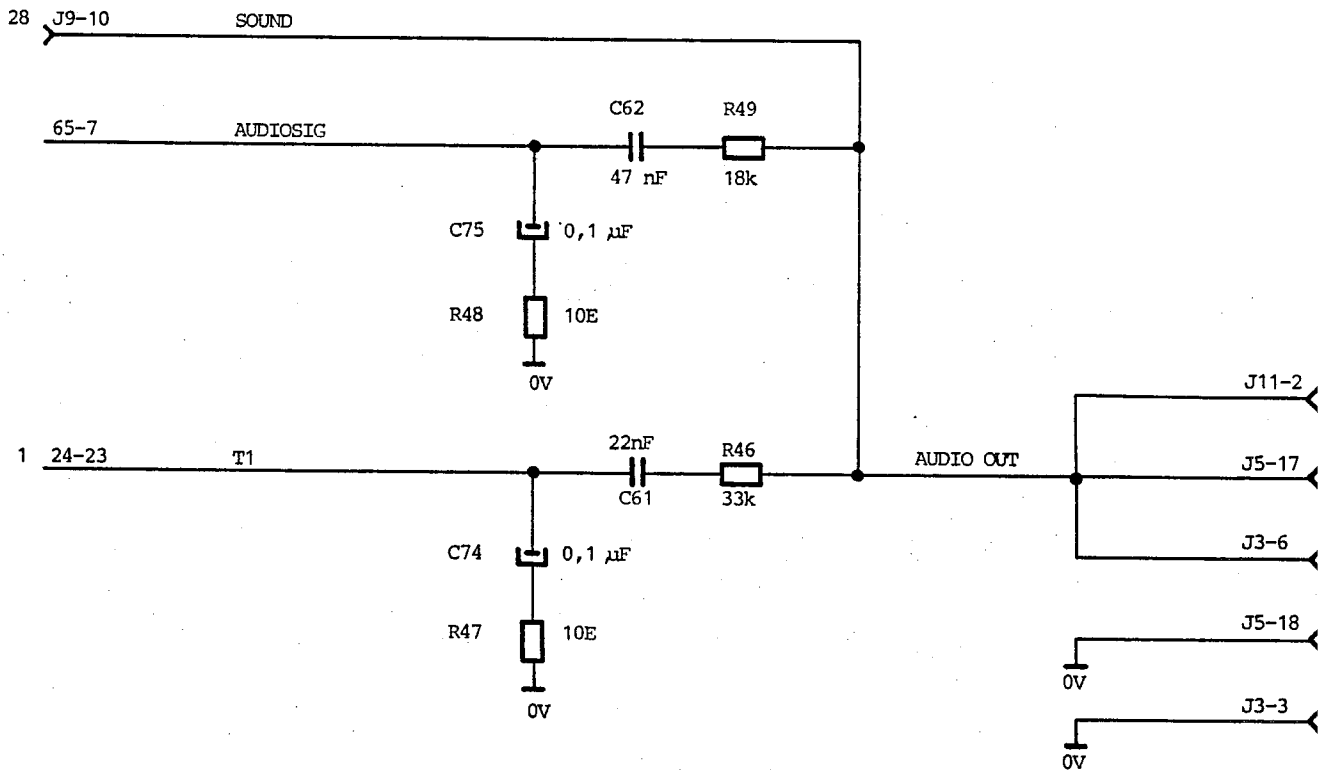 28 J9-10 SOUND
C62 R49
65-7 AUDIOSIG
47 nF 18k
C75 0,1 µF
R48 10E
0V
J11-2
22nF R46
1 24-23 T1 AUDIO OUT J5-17
C61 33k
C74 0,1 µF J3-6
R47 10E J5-18
0V
0V J3-3
0V